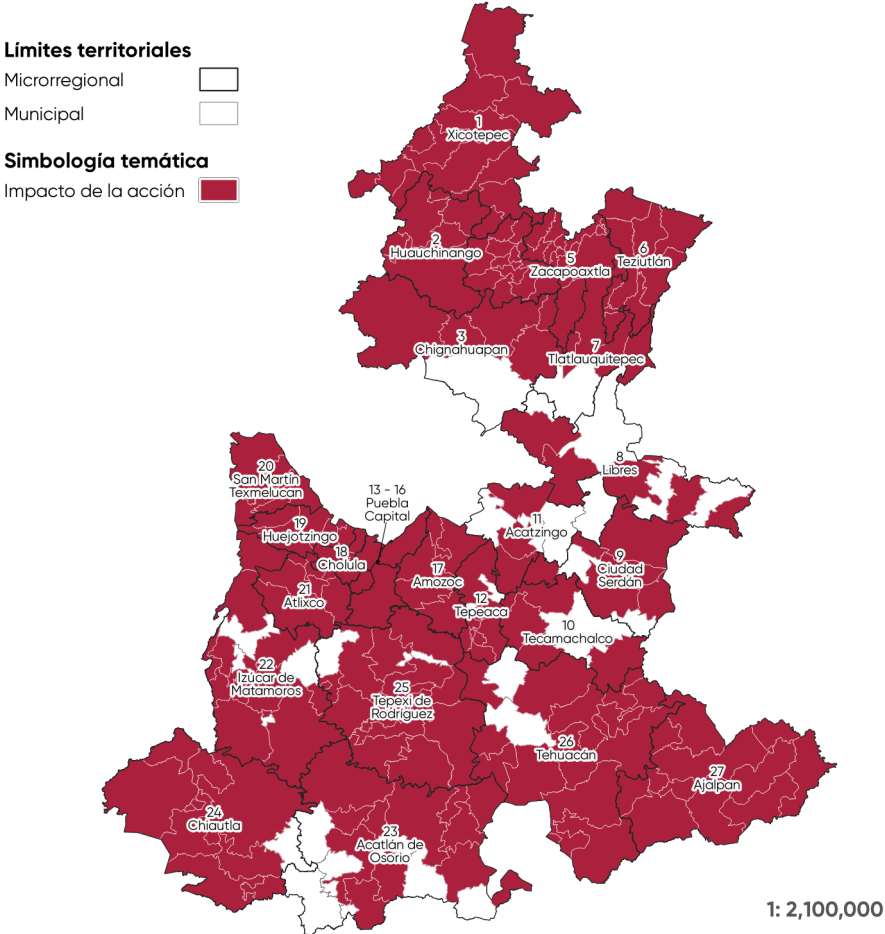 Límites territoriales
Microrregional
Municipal
Simbología temática
Impacto de la acción
1
Xicotepec
2
Huauchinango
5
Zacapoaxtla
6
Teziutlán
3
Chignahuapan
7
Tlatlauquitepec
8
Libres
20
San Martín
Texmelucan
13 - 16
Puebla
Capital
19
Huejotzingo
18
Cholula
11
Acatzingo
17
Amozoc
9
Ciudad
Serdán
21
Atlixco
12
Tepeaca
10
Tecamachalco
22
Izúcar de
Matamoros
25
Tepexi de
Rodríguez
26
Tehuacán
27
Ajalpan
24
Chiautla
23
Acatlán de
Osorio
1: 2,100,000